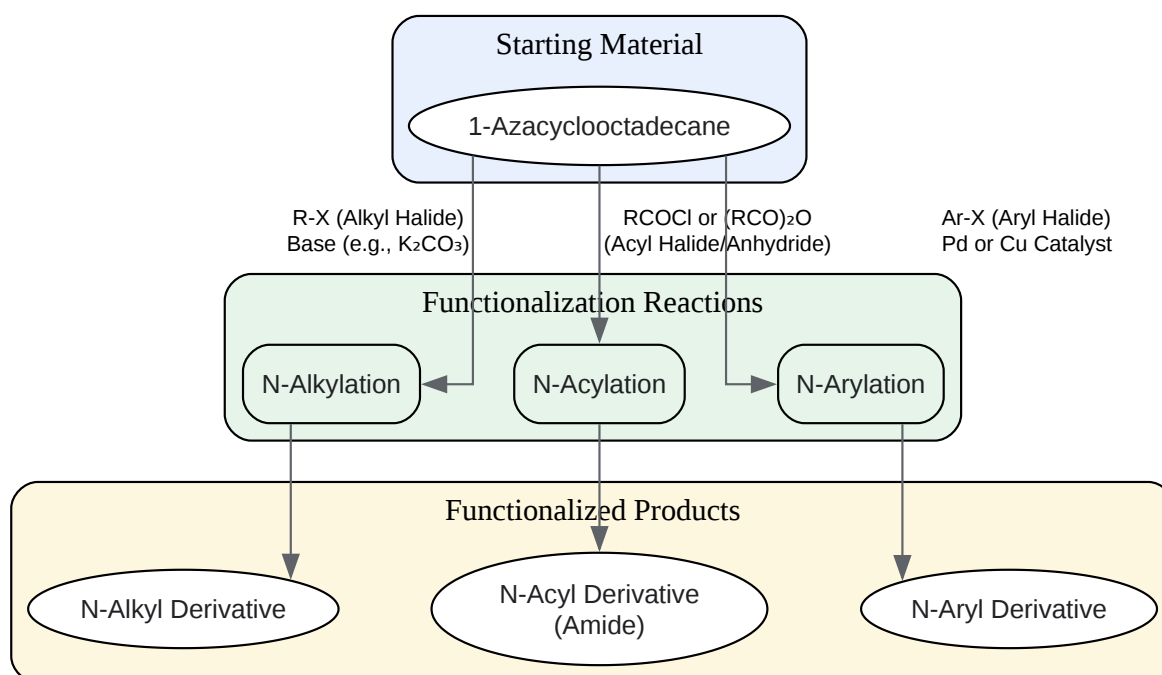 Starting Material
1-Azacyclooctadecane
R-X (Alkyl Halide)
Base (e.g., K₂CO₃)
RCOCl or (RCO)₂O
(Acyl Halide/Anhydride)
Ar-X (Aryl Halide)
Pd or Cu Catalyst
Functionalization Reactions
N-Alkylation
N-Acylation
N-Arylation
Functionalized Products
N-Alkyl Derivative
N-Acyl Derivative
(Amide)
N-Aryl Derivative